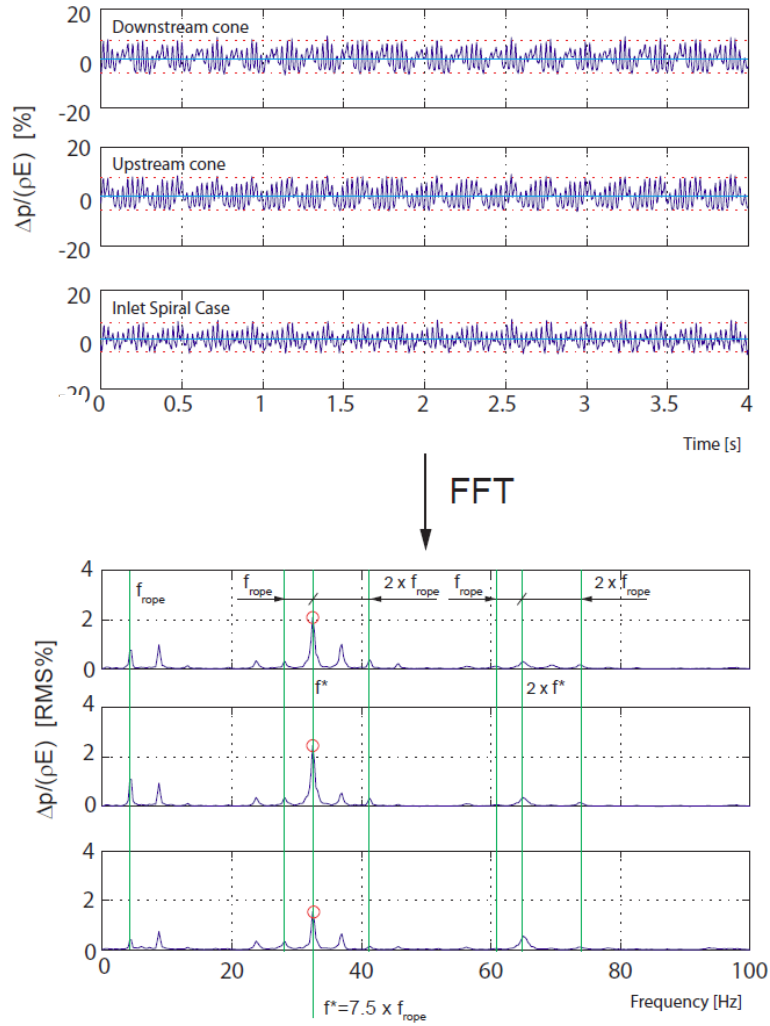 20
Downstream cone
0
-20
20
Upstream cone
0
-20
Δp/(ρE) [%]
20
Inlet Spiral Case
0
-20
0 0.5 1 1.5 2 2.5 3 3.5 4
Time [s]
FFT
4
f_rope f_rope 2 x f_rope f_rope 2 x f_rope
2
0
f* 2 x f*
4
2
0
Δp/(ρE) [RMS%]
4
2
0
0 20 40 60 80 100
f*=7.5 x f_rope
Frequency [Hz]